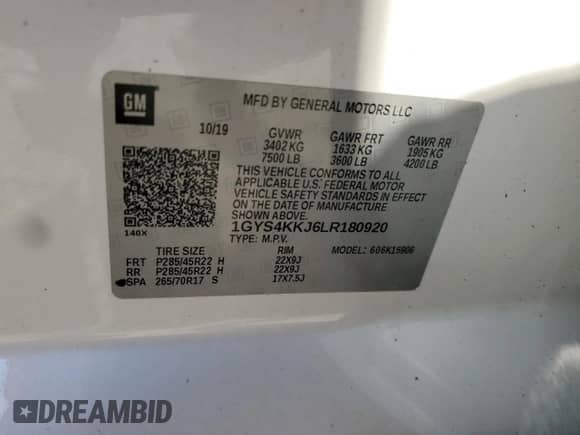 GM
MFD BY GENERAL MOTORS LLC
10/19 GVWR GAWR FRT GAWR RR
3402 KG 1633 KG 1905 KG
7500 LB 3600 LB 4200 LB
THIS VEHICLE CONFORMS TO ALL
APPLICABLE U.S. FEDERAL MOTOR
VEHICLE SAFETY STANDARDS IN EFFECT
ON THE DATE OF MANUFACTURE
SHOWN ABOVE.
140X 1GYS4KKJ6LR180920
TYPE: M.P.V. MODEL: 606K15906
TIRE SIZE RIM
FRT P285/45R22 H 22X9J
RR P285/45R22 H 22X9J
SPA 265/70R17 S 17X7.5J
DREAMBID